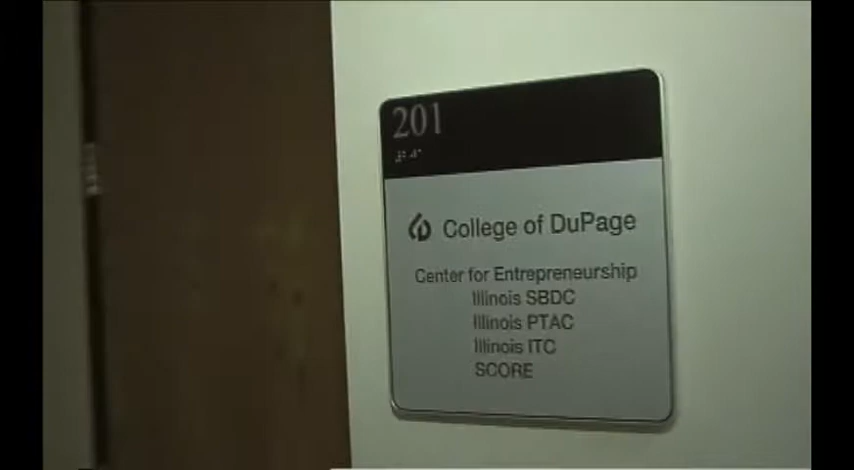 201
College of DuPage
Center for Entrepreneurship
Illinois SBDC
Illinois PTAC
Illinois ITC
SCORE